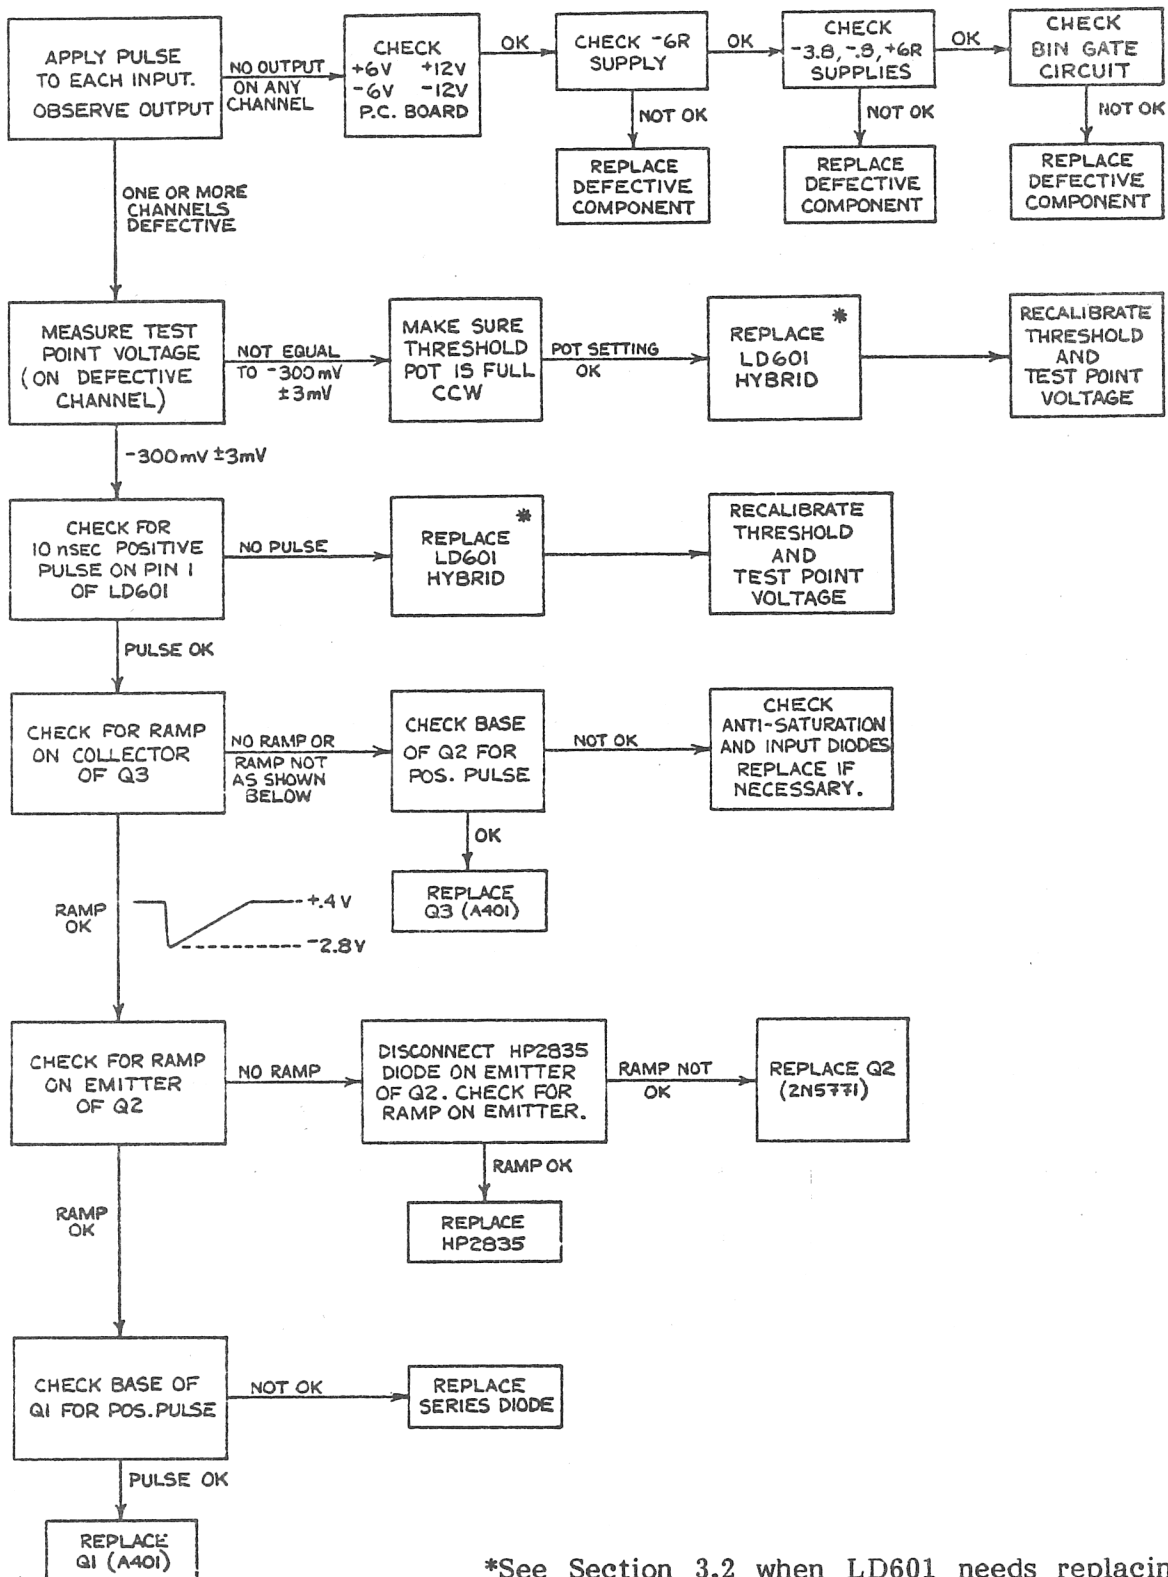 APPLY PULSE
TO EACH INPUT.
OBSERVE OUTPUT
NO OUTPUT
ON ANY
CHANNEL
CHECK
+6V +12V
-6V -12V
P.C. BOARD
OK
CHECK -6R
SUPPLY
OK
CHECK
-3.8, -.8, +6R
SUPPLIES
OK
CHECK
BIN GATE
CIRCUIT
NOT OK
NOT OK
NOT OK
REPLACE
DEFECTIVE
COMPONENT
REPLACE
DEFECTIVE
COMPONENT
REPLACE
DEFECTIVE
COMPONENT
ONE OR MORE
CHANNELS
DEFECTIVE
MEASURE TEST
POINT VOLTAGE
(ON DEFECTIVE
CHANNEL)
NOT EQUAL
TO -300mV
±3mV
MAKE SURE
THRESHOLD
POT IS FULL
CCW
POT SETTING
OK
REPLACE *
LD601
HYBRID
RECALIBRATE
THRESHOLD
AND
TEST POINT
VOLTAGE
-300mV ±3mV
CHECK FOR
10 nSEC POSITIVE
PULSE ON PIN 1
OF LD601
NO PULSE
REPLACE *
LD601
HYBRID
RECALIBRATE
THRESHOLD
AND
TEST POINT
VOLTAGE
PULSE OK
CHECK FOR RAMP
ON COLLECTOR
OF Q3
NO RAMP OR
RAMP NOT
AS SHOWN
BELOW
CHECK BASE
OF Q2 FOR
POS. PULSE
NOT OK
CHECK
ANTI-SATURATION
AND INPUT DIODES
REPLACE IF
NECESSARY.
OK
REPLACE
Q3 (A401)
RAMP
OK
+.4V
-2.8V
CHECK FOR RAMP
ON EMITTER
OF Q2
NO RAMP
DISCONNECT HP2835
DIODE ON EMITTER
OF Q2. CHECK FOR
RAMP ON EMITTER.
RAMP NOT
OK
REPLACE Q2
(2N5771)
RAMP OK
REPLACE
HP2835
RAMP
OK
CHECK BASE OF
Q1 FOR POS. PULSE
NOT OK
REPLACE
SERIES DIODE
PULSE OK
REPLACE
Q1 (A401)
*See Section 3.2 when LD601 needs replacin